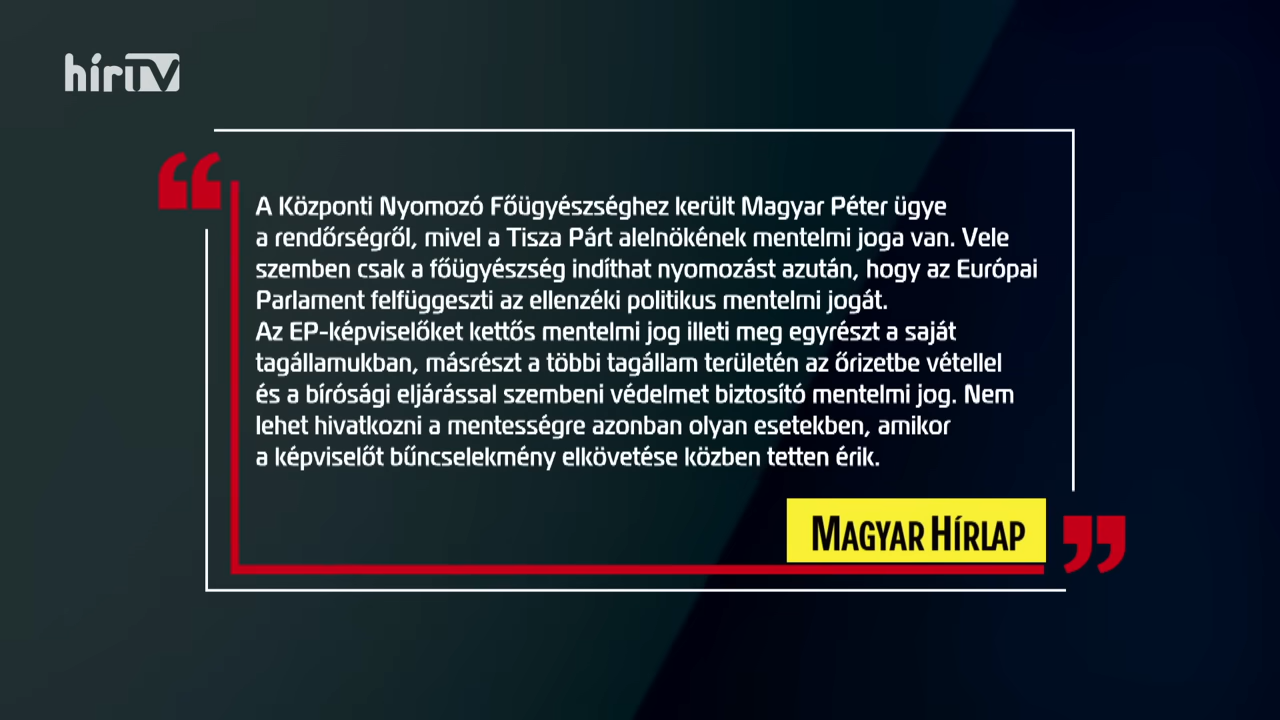 hírTV
A Központi Nyomozó Főügyészséghez került Magyar Péter ügye
a rendőrségről, mivel a Tisza Párt alelnökének mentelmi joga van. Vele
szemben csak a főügyészség indíthat nyomozást azután, hogy az Európai
Parlament felfüggeszti az ellenzéki politikus mentelmi jogát.
Az EP-képviselőket kettős mentelmi jog illeti meg egyrészt a saját
tagállamukban, másrészt a többi tagállam területén az őrizetbe vétellel
és a bírósági eljárással szembeni védelmet biztosító mentelmi jog. Nem
lehet hivatkozni a mentességre azonban olyan esetekben, amikor
a képviselőt bűncselekmény elkövetése közben tetten érik.
MAGYAR HÍRLAP